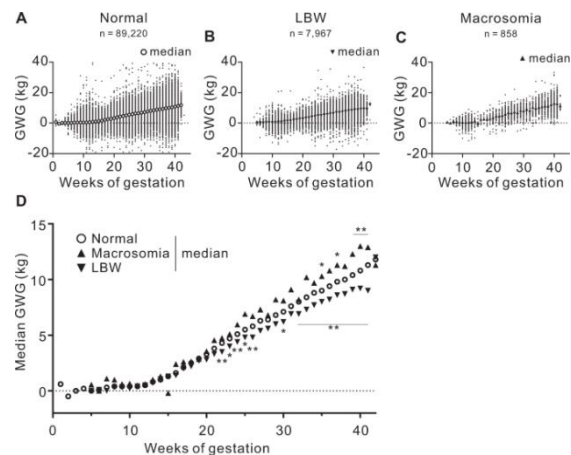 A Normal
n = 89,220
median
GWG (kg)
40
20
0
-20
0 10 20 30 40
Weeks of gestation
B LBW
n = 7,967
median
GWG (kg)
40
20
0
-20
0 10 20 30 40
Weeks of gestation
C Macrosomia
n = 858
median
GWG (kg)
40
20
0
-20
0 10 20 30 40
Weeks of gestation
D
Normal
Macrosomia
LBW
median
Median GWG (kg)
15
10
5
0
**
*
*
*
**
**
*
**
**
0 10 20 30 40
Weeks of gestation